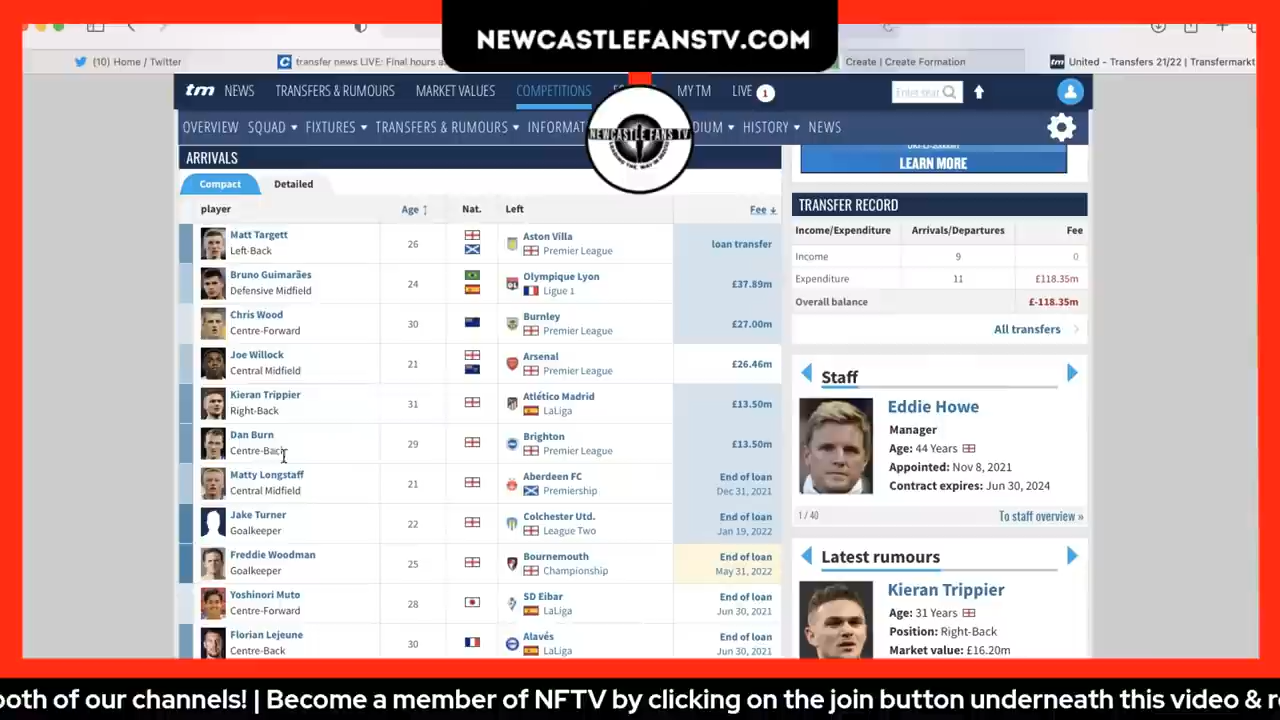 NEWCASTLEFANSTV.COM
(10) Home / Twitter
transfer news LIVE: Final hours a
Create | Create Formation
tm United - Transfers 21/22 | Transfermarkt
tm NEWS TRANSFERS & RUMOURS MARKET VALUES COMPETITIONS MY TM LIVE 1
OVERVIEW SQUAD FIXTURES TRANSFERS & RUMOURS HISTORY NEWS
NEWCASTLE FANS TV
LEARN MORE
ARRIVALS
Compact Detailed
player Age Nat. Left Fee
Matt Targett
Left-Back
26
Aston Villa
Premier League
loan transfer
Bruno Guimarães
Defensive Midfield
24
Olympique Lyon
Ligue 1
£37.89m
Chris Wood
Centre-Forward
30
Burnley
Premier League
£27.00m
Joe Willock
Central Midfield
21
Arsenal
Premier League
£26.46m
Kieran Trippier
Right-Back
31
Atlético Madrid
LaLiga
£13.50m
Dan Burn
Centre-Back
29
Brighton
Premier League
£13.50m
Matty Longstaff
Central Midfield
21
Aberdeen FC
Premiership
End of loan
Dec 31, 2021
Jake Turner
Goalkeeper
22
Colchester Utd.
League Two
End of loan
Jan 19, 2022
Freddie Woodman
Goalkeeper
25
Bournemouth
Championship
End of loan
May 31, 2022
Yoshinori Muto
Centre-Forward
28
SD Eibar
LaLiga
End of loan
Jun 30, 2021
Florian Lejeune
Centre-Back
30
Alavés
LaLiga
End of loan
Jun 30, 2021
TRANSFER RECORD
Income/Expenditure Arrivals/Departures Fee
Income 9 0
Expenditure 11 £118.35m
Overall balance £-118.35m
All transfers
Staff
Eddie Howe
Manager
Age: 44 Years
Appointed: Nov 8, 2021
Contract expires: Jun 30, 2024
1 / 40 To staff overview »
Latest rumours
Kieran Trippier
Age: 31 Years
Position: Right-Back
Market value: £16.20m
ooth of our channels! | Become a member of NFTV by clicking on the join button underneath this video & r